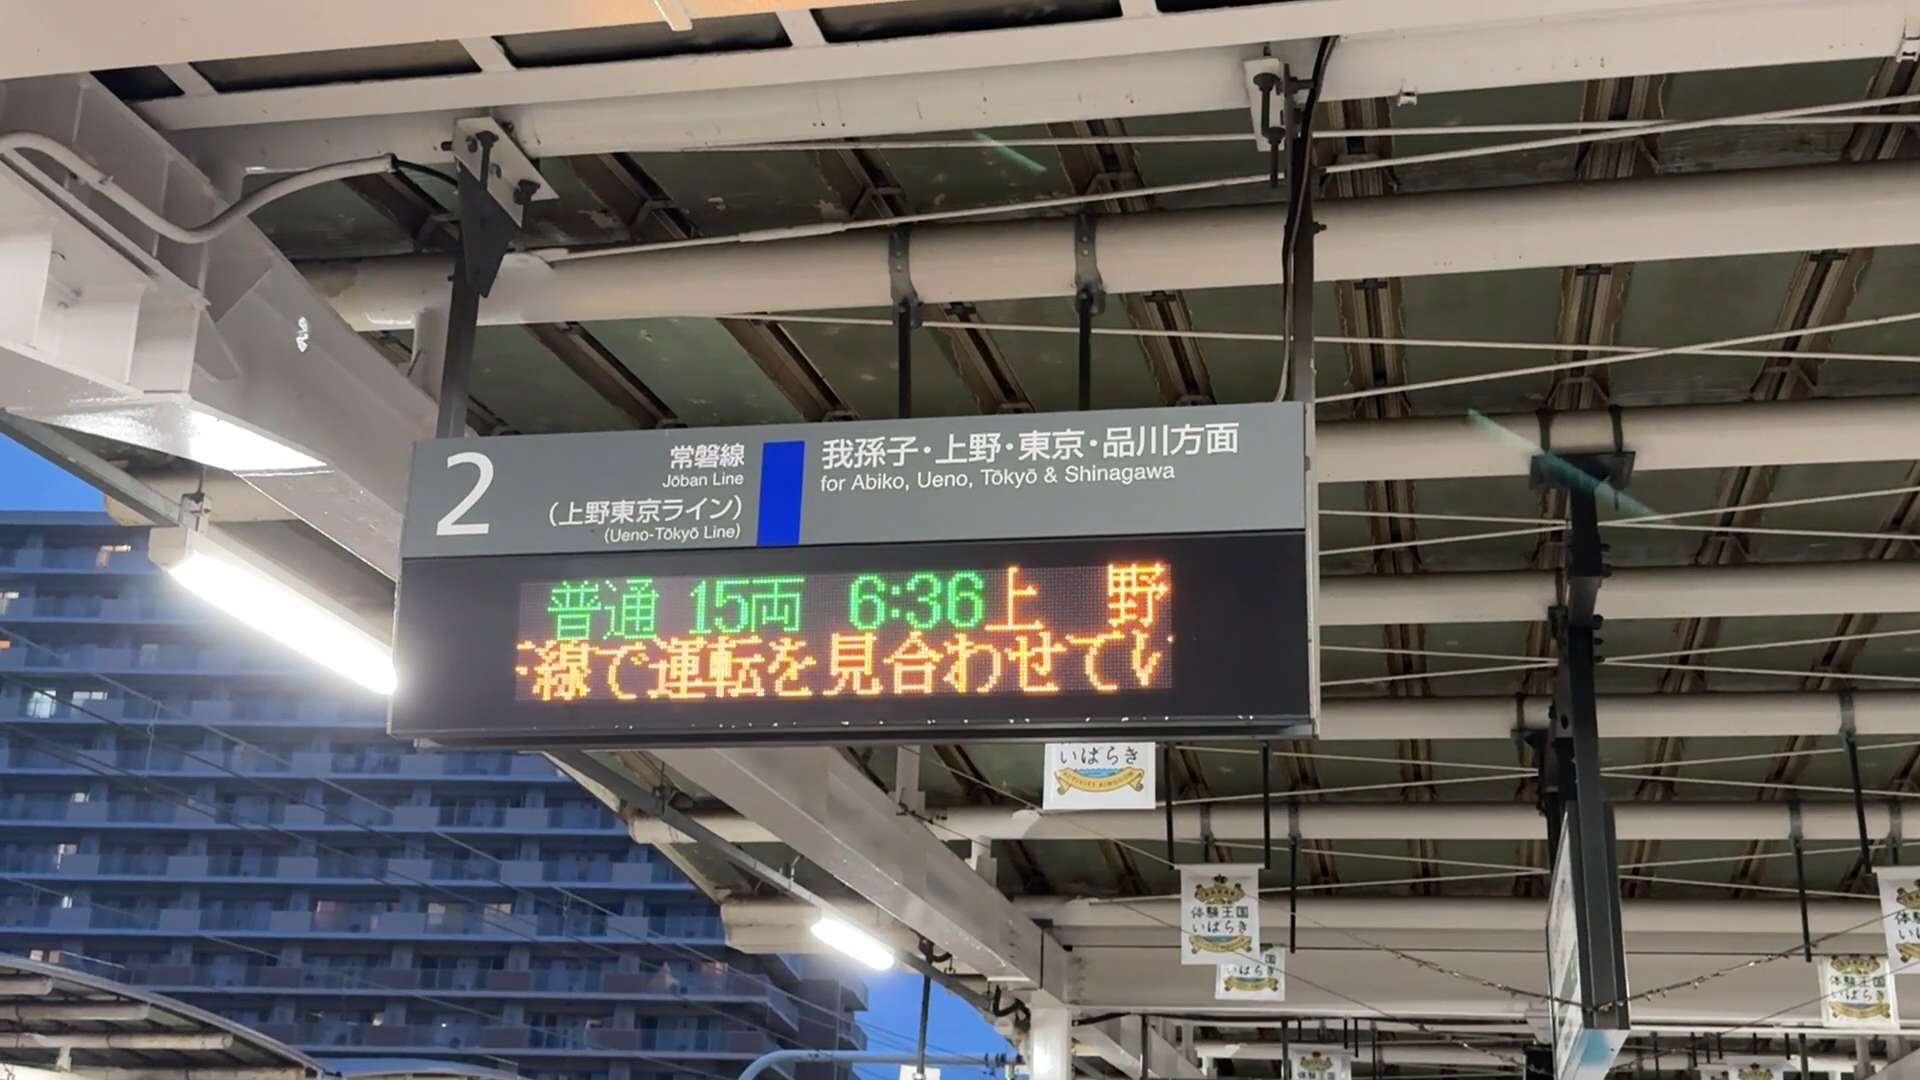 2
常磐線
Jōban Line
(上野東京ライン)
(Ueno-Tōkyō Line)
我孫子・上野・東京・品川方面
for Abiko, Ueno, Tōkyō & Shinagawa
普通 15両 6:36上 野
線で運転を見合わせてい
いばらき
体験王国
いばらき
国
いばらき
体験王国
いばらき